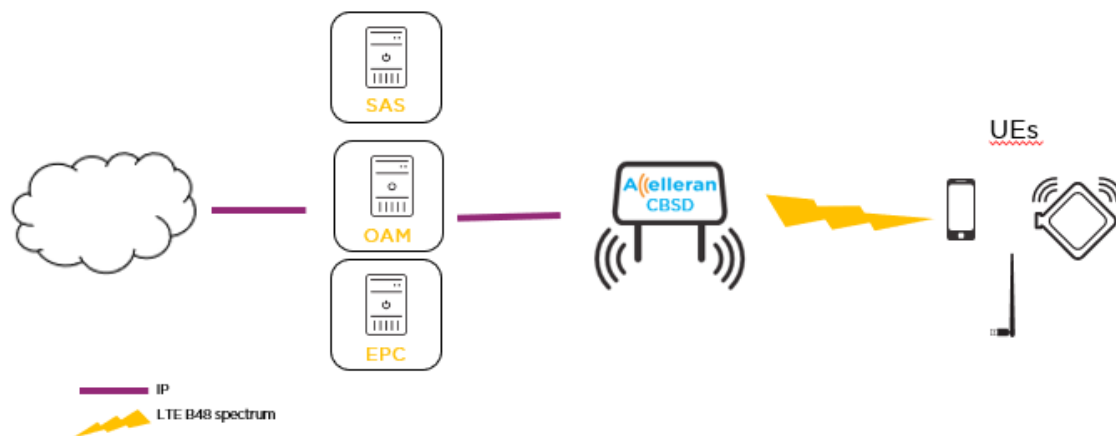 SAS
OAM
EPC
Accelleran
CBSD
UEs
IP
LTE B48 spectrum